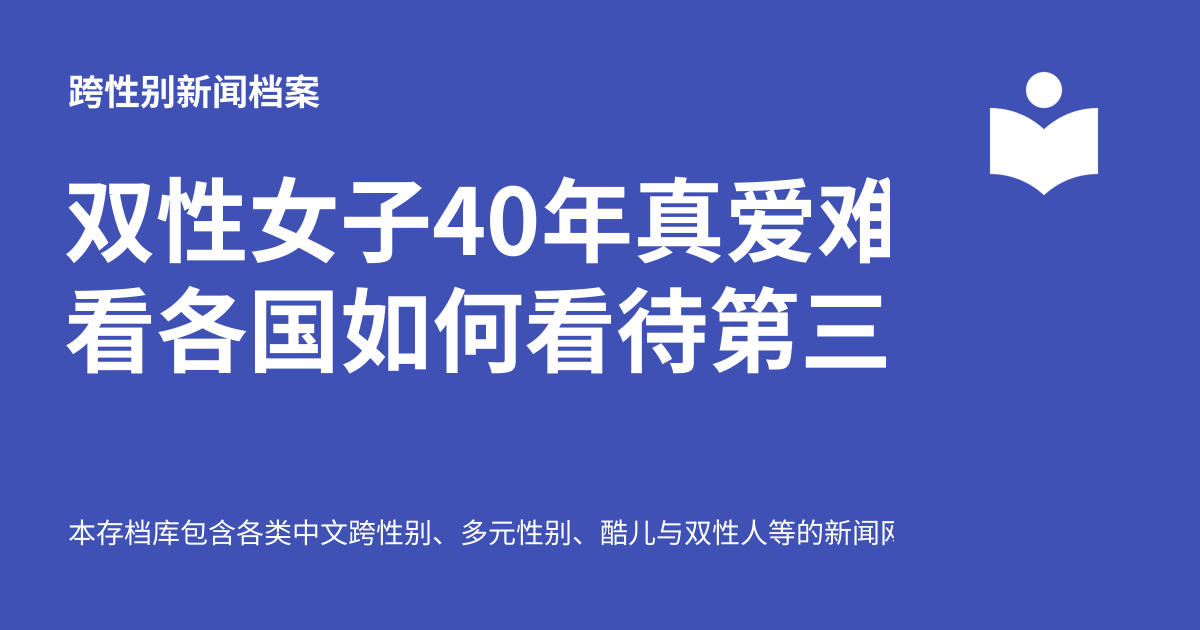 跨性别新闻档案
双性女子40年真爱难
看各国如何看待第三
本存档库包含各类中文跨性别、多元性别、酷儿与双性人等的新闻网